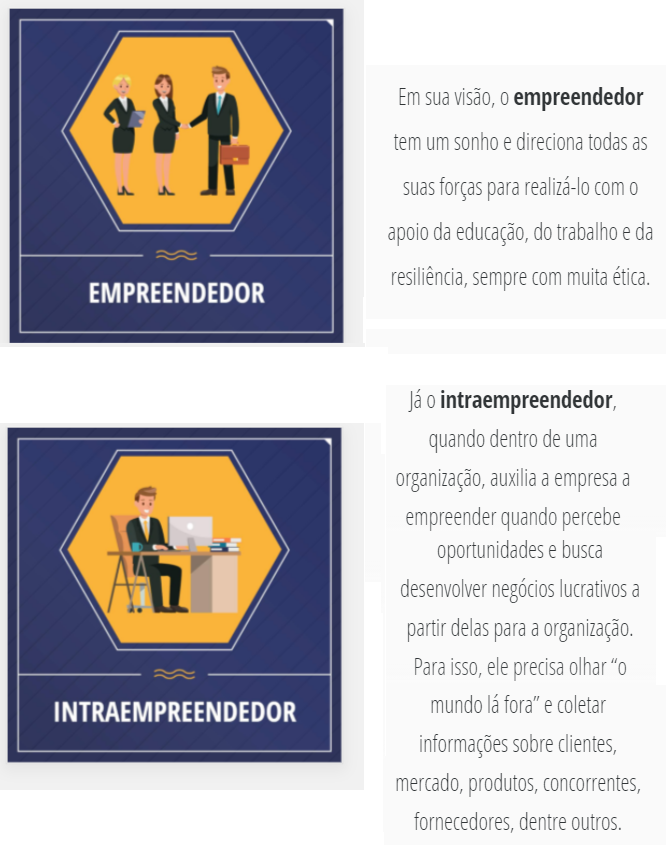 EMPREENDEDOR
Em sua visão, o empreendedor
tem um sonho e direciona todas as
suas forças para realizá-lo com o
apoio da educação, do trabalho e da
resiliência, sempre com muita ética.
INTRAEMPREENDEDOR
Já o intraempreendedor,
quando dentro de uma
organização, auxilia a empresa a
empreender quando percebe
oportunidades e busca
desenvolver negócios lucrativos a
partir delas para a organização.
Para isso, ele precisa olhar “o
mundo lá fora” e coletar
informações sobre clientes,
mercado, produtos, concorrentes,
fornecedores, dentre outros.